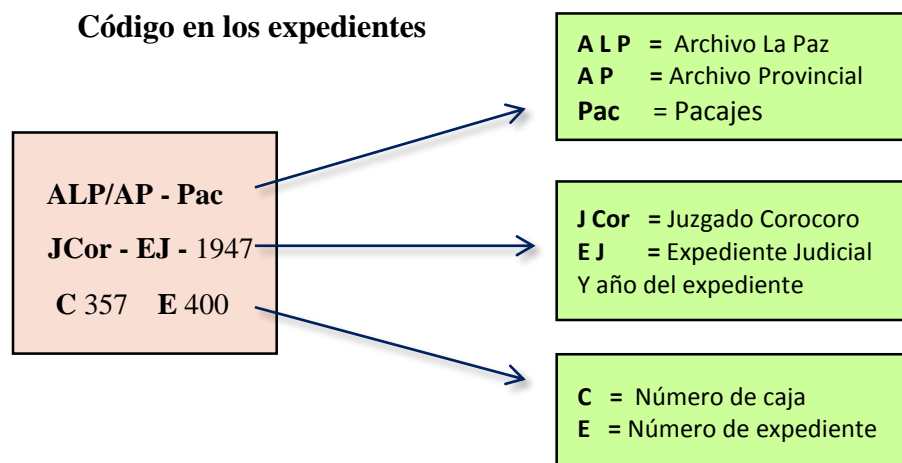 Código en los expedientes
ALP/AP - Pac
JCor - EJ - 1947
C 357 E 400
A L P = Archivo La Paz
A P = Archivo Provincial
Pac = Pacajes
J Cor = Juzgado Corocoro
E J = Expediente Judicial
Y año del expediente
C = Número de caja
E = Número de expediente